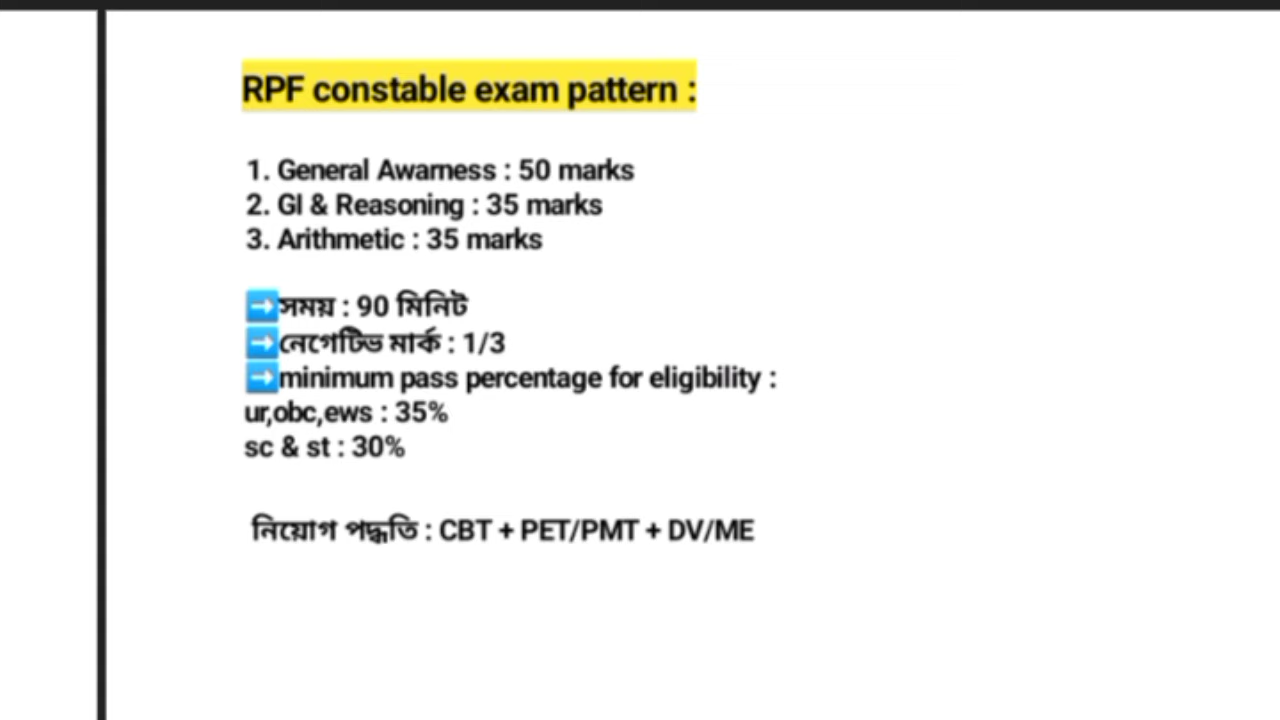 RPF constable exam pattern :
1. General Awarness : 50 marks
2. GI & Reasoning : 35 marks
3. Arithmetic : 35 marks
➡️সময় : 90 মিনিট
➡️নেগেটিভ মার্ক : 1/3
➡️minimum pass percentage for eligibility :
ur,obc,ews : 35%
sc & st : 30%
নিয়োগ পদ্ধতি : CBT + PET/PMT + DV/ME